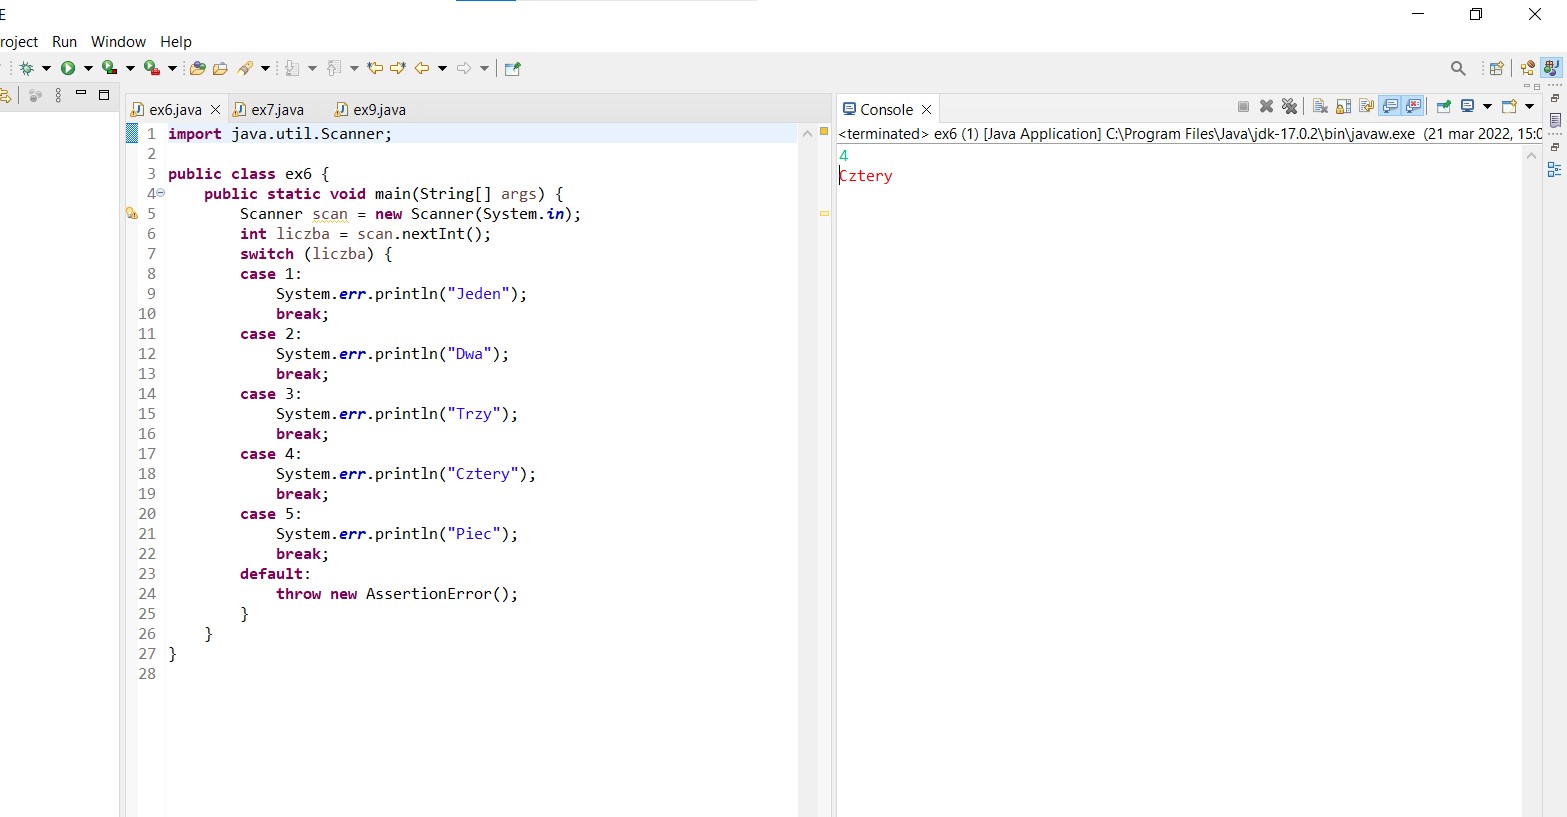 E
roject Run Window Help
ex6.java ex7.java ex9.java
1 import java.util.Scanner;
2
3 public class ex6 {
4 public static void main(String[] args) {
5 Scanner scan = new Scanner(System.in);
6 int liczba = scan.nextInt();
7 switch (liczba) {
8 case 1:
9 System.err.println("Jeden");
10 break;
11 case 2:
12 System.err.println("Dwa");
13 break;
14 case 3:
15 System.err.println("Trzy");
16 break;
17 case 4:
18 System.err.println("Cztery");
19 break;
20 case 5:
21 System.err.println("Piec");
22 break;
23 default:
24 throw new AssertionError();
25 }
26 }
27 }
28
Console
<terminated> ex6 (1) [Java Application] C:\Program Files\Java\jdk-17.0.2\bin\javaw.exe (21 mar 2022, 15:0
4
Cztery